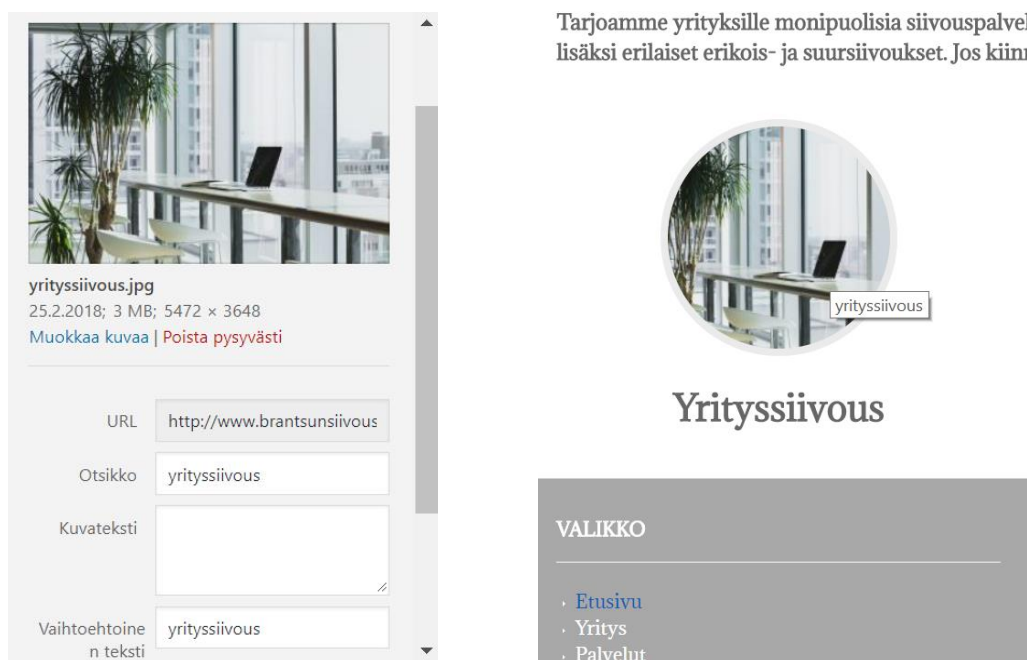 yrityssiivous.jpg
25.2.2018; 3 MB; 5472 × 3648
Muokkaa kuvaa | Poista pysyvästi
URL http://www.brantsunsiivous
Otsikko yrityssiivous
Kuvateksti
Vaihtoehtoine
n teksti yrityssiivous
Tarjoamme yrityksille monipuolisia siivouspalvel
lisäksi erilaiset erikois- ja suursiivoukset. Jos kiinn
yrityssiivous
Yrityssiivous
VALIKKO
Etusivu
Yritys
Palvelut